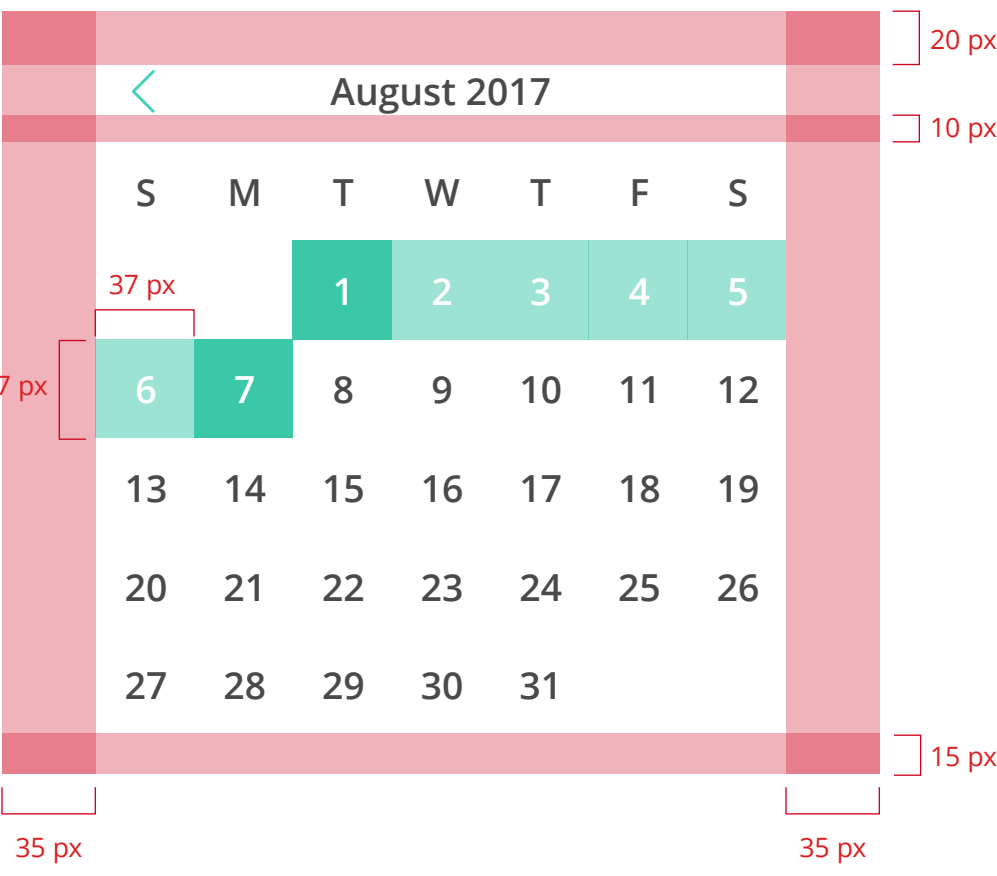 20 px
August 2017
10 px
S M T W T F S
37 px
1 2 3 4 5
7 px
6 7 8 9 10 11 12
13 14 15 16 17 18 19
20 21 22 23 24 25 26
27 28 29 30 31
15 px
35 px 35 px